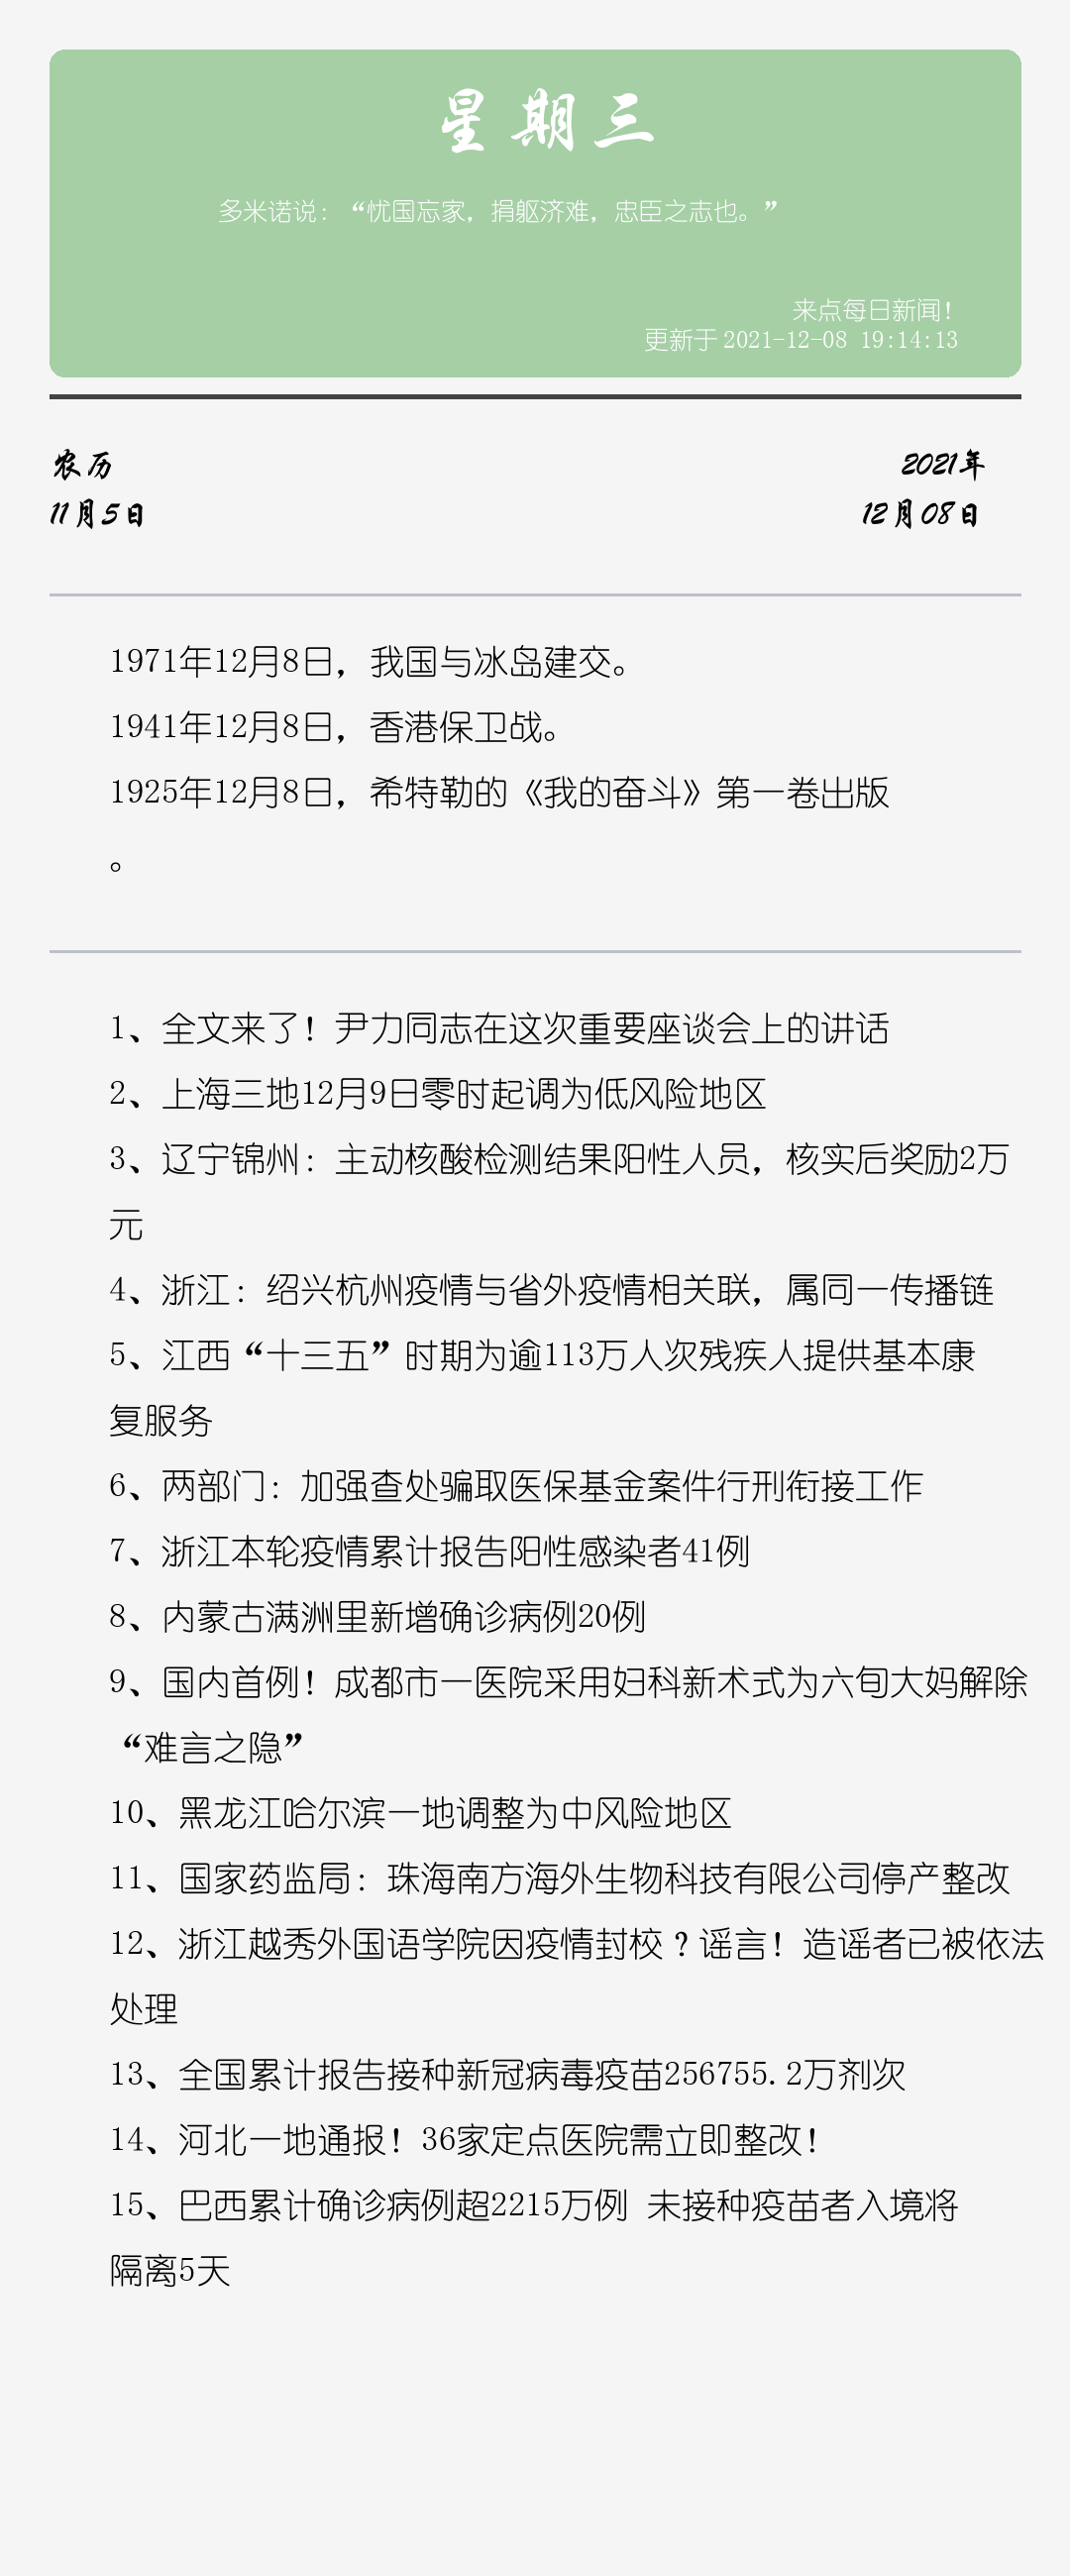 星期三
多米诺说：“忧国忘家，捐躯济难，忠臣之志也。”
来点每日新闻！
更新于2021-12-08 19:14:13
农历
2021年
11月5日
12月08日
1971年12月8日，我国与冰岛建交。
1941年12月8日，香港保卫战。
1925年12月8日，希特勒的《我的奋斗》第一卷出版
。
1、全文来了！尹力同志在这次重要座谈会上的讲话
2、上海三地12月9日零时起调为低风险地区
3、辽宁锦州：主动核酸检测结果阳性人员，核实后奖励2万
元
4、浙江：绍兴杭州疫情与省外疫情相关联，属同一传播链
5、江西“十三五”时期为逾113万人次残疾人提供基本康
复服务
6、两部门：加强查处骗取医保基金案件行刑衔接工作
7、浙江本轮疫情累计报告阳性感染者41例
8、内蒙古满洲里新增确诊病例20例
9、国内首例！成都市一医院采用妇科新术式为六旬大妈解除
“难言之隐”
10、黑龙江哈尔滨一地调整为中风险地区
11、国家药监局：珠海南方海外生物科技有限公司停产整改
12、浙江越秀外国语学院因疫情封校？谣言！造谣者已被依法
处理
13、全国累计报告接种新冠病毒疫苗256755.2万剂次
14、河北一地通报！36家定点医院需立即整改！
15、巴西累计确诊病例超2215万例 未接种疫苗者入境将
隔离5天